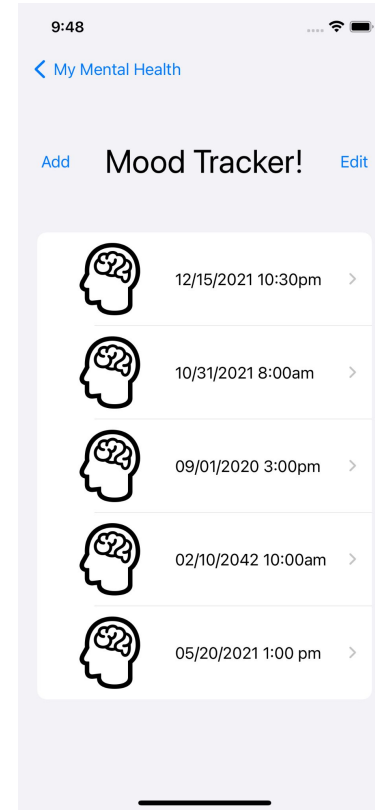 9:48
My Mental Health
Add Mood Tracker! Edit
12/15/2021 10:30pm
10/31/2021 8:00am
09/01/2020 3:00pm
02/10/2042 10:00am
05/20/2021 1:00 pm